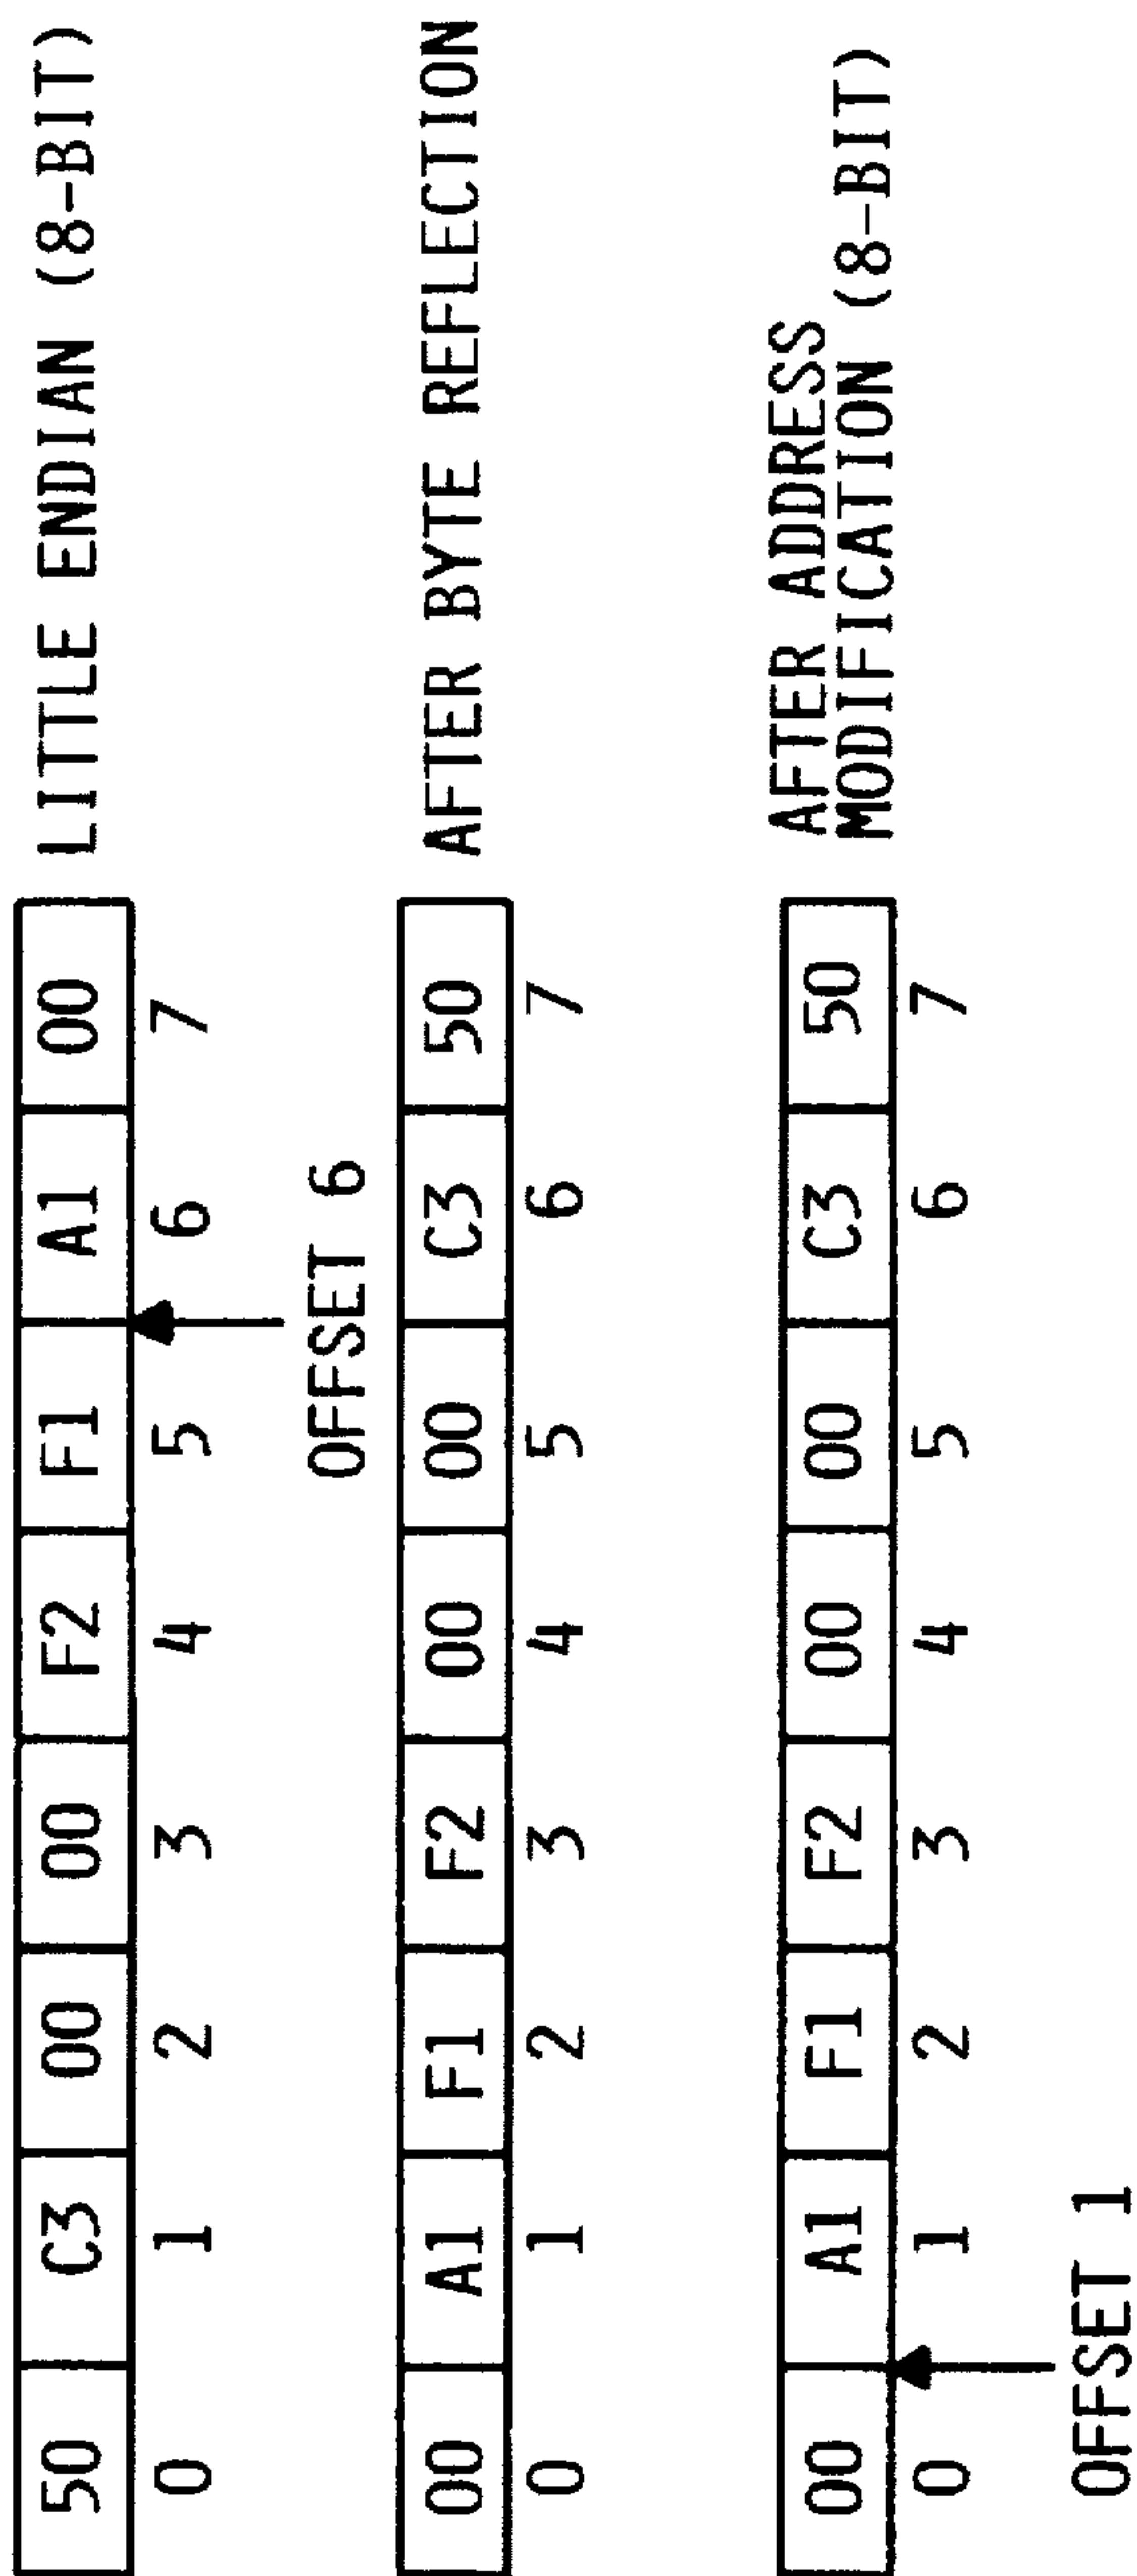 50 C3 00 00 F2 F1 A1 00 LITTLE ENDIAN (8-BIT)
0 1 2 3 4 5 6 7
OFFSET 6
00 A1 F1 F2 00 00 C3 50 AFTER BYTE REFLECTION
0 1 2 3 4 5 6 7
AFTER ADDRESS
00 A1 F1 F2 00 00 C3 50 MODIFICATION (8-BIT)
0 1 2 3 4 5 6 7
OFFSET 1